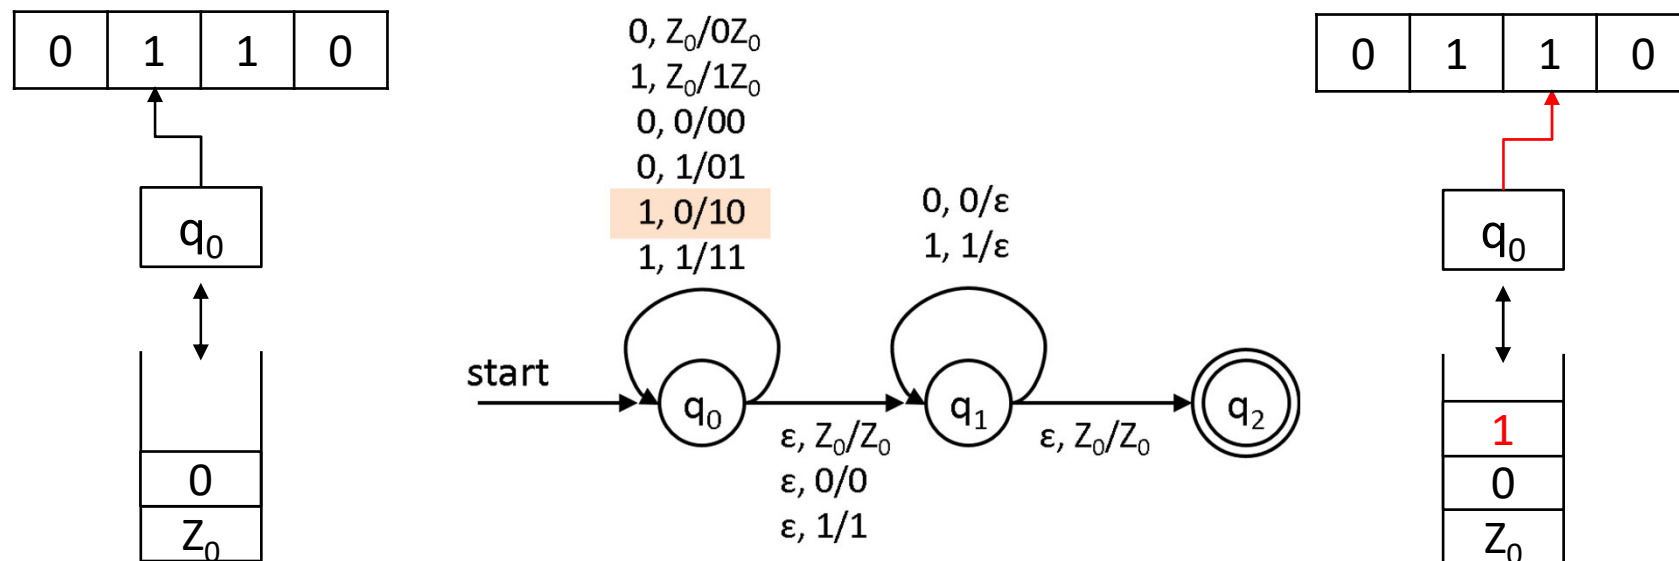 0 1 1 0
q₀
0
Z₀
0, Z₀/0Z₀
1, Z₀/1Z₀
0, 0/00
0, 1/01
1, 0/10
1, 1/11
0, 0/ε
1, 1/ε
start
q₀
q₁
q₂
ε, Z₀/Z₀
ε, 0/0
ε, 1/1
ε, Z₀/Z₀
0 1 1 0
q₀
1
0
Z₀